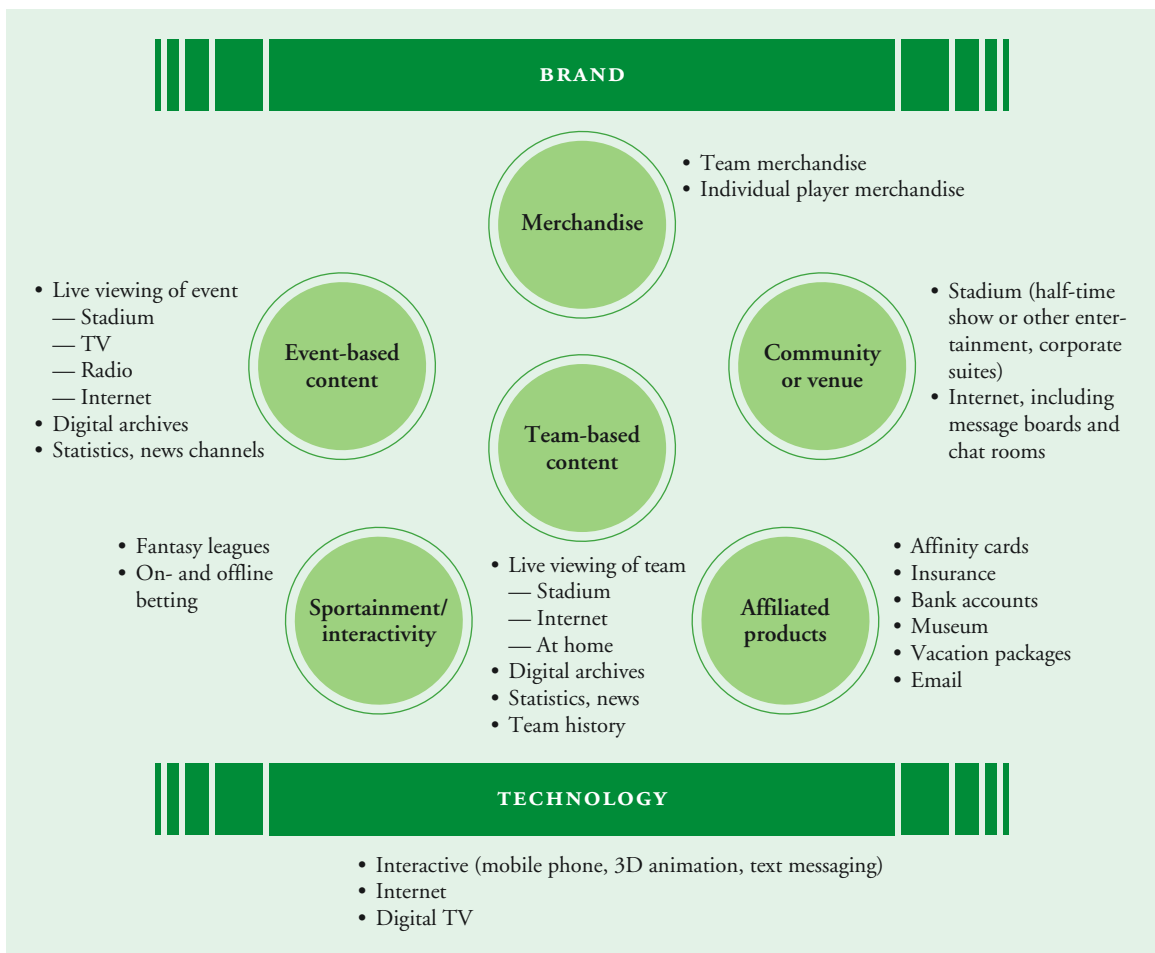 BRAND
Merchandise
• Team merchandise
• Individual player merchandise
• Live viewing of event
— Stadium
— TV
— Radio
— Internet
• Digital archives
• Statistics, news channels
Event-based
content
Community
or venue
• Stadium (half-time
show or other enter-
tainment, corporate
suites)
• Internet, including
message boards and
chat rooms
Team-based
content
• Fantasy leagues
• On- and offline
betting
Sportainment/
interactivity
• Live viewing of team
— Stadium
— Internet
— At home
• Digital archives
• Statistics, news
• Team history
Affiliated
products
• Affinity cards
• Insurance
• Bank accounts
• Museum
• Vacation packages
• Email
TECHNOLOGY
• Interactive (mobile phone, 3D animation, text messaging)
• Internet
• Digital TV